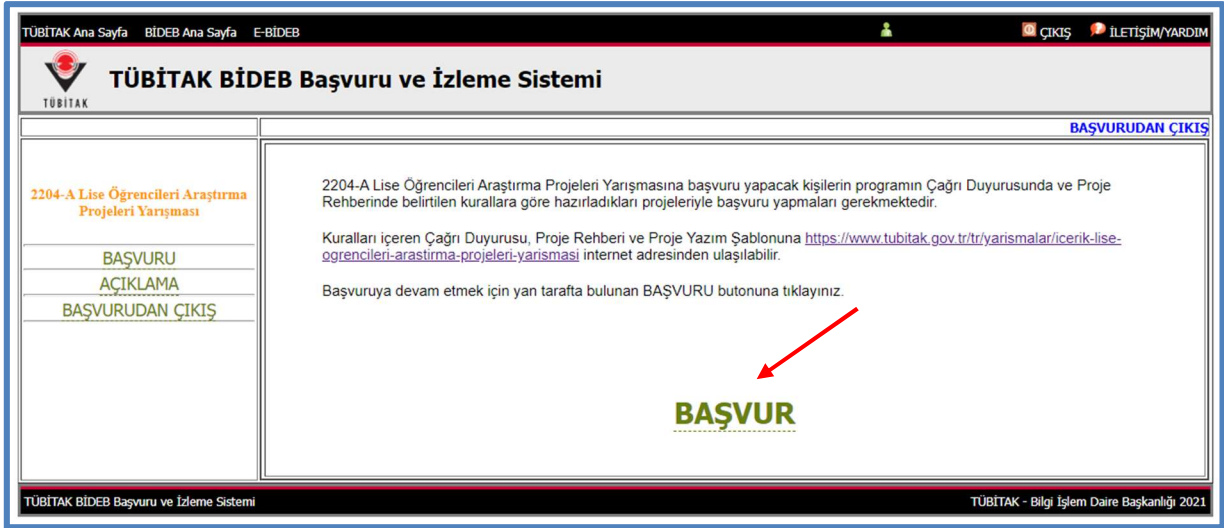 TÜBİTAK Ana Sayfa BİDEB Ana Sayfa E-BİDEB ÇIKIŞ İLETİŞİM/YARDIM
TÜBİTAK
TÜBİTAK BİDEB Başvuru ve İzleme Sistemi
BAŞVURUDAN ÇIKIŞ
2204-A Lise Öğrencileri Araştırma
Projeleri Yarışması
BAŞVURU
AÇIKLAMA
BAŞVURUDAN ÇIKIŞ
2204-A Lise Öğrencileri Araştırma Projeleri Yarışmasına başvuru yapacak kişilerin programın Çağrı Duyurusunda ve Proje
Rehberinde belirtilen kurallara göre hazırladıkları projeleriyle başvuru yapmaları gerekmektedir.
Kuralları içeren Çağrı Duyurusu, Proje Rehberi ve Proje Yazım Şablonuna https://www.tubitak.gov.tr/tr/yarismalar/icerik-lise-
ogrencileri-arastirma-projeleri-yarismasi internet adresinden ulaşılabilir.
Başvuruya devam etmek için yan tarafta bulunan BAŞVURU butonuna tıklayınız.
BAŞVUR
TÜBİTAK BİDEB Başvuru ve İzleme Sistemi TÜBİTAK - Bilgi İşlem Daire Başkanlığı 2021